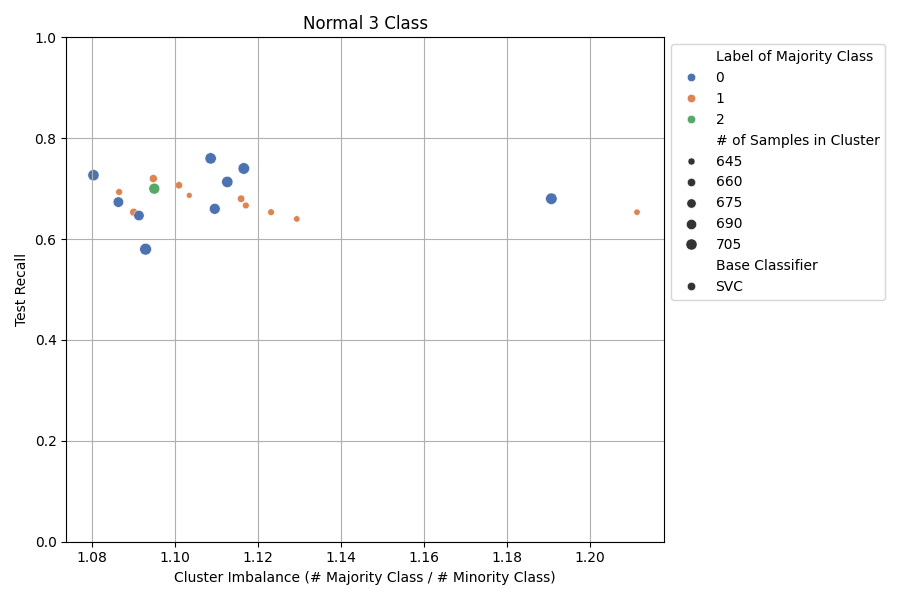 Normal 3 Class
Test Recall
1.0
0.8
0.6
0.4
0.2
0.0
1.08 1.10 1.12 1.14 1.16 1.18 1.20
Cluster Imbalance (# Majority Class / # Minority Class)
Label of Majority Class
0
1
2
# of Samples in Cluster
645
660
675
690
705
Base Classifier
SVC